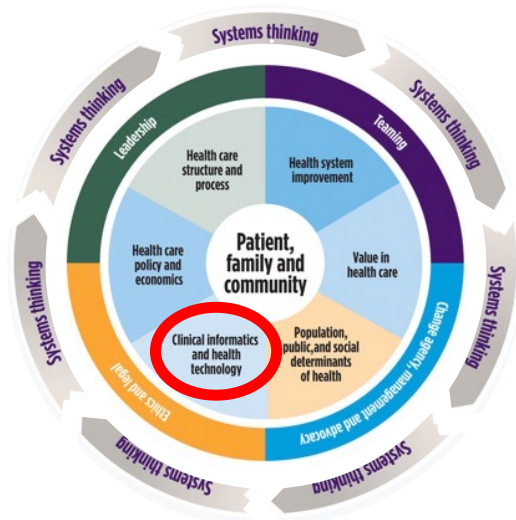 Systems thinking
Systems thinking
Systems thinking
Leadership
Teaming
Health care
structure and
process
Health system
improvement
Health care
policy and
economics
Patient,
family and
community
Value in
health care
Systems thinking
Systems thinking
Clinical informatics
and health
technology
Population,
public,and social
determinants
of health
Ethics and legal
Change agency, management and advocacy
Systems thinking
Systems thinking